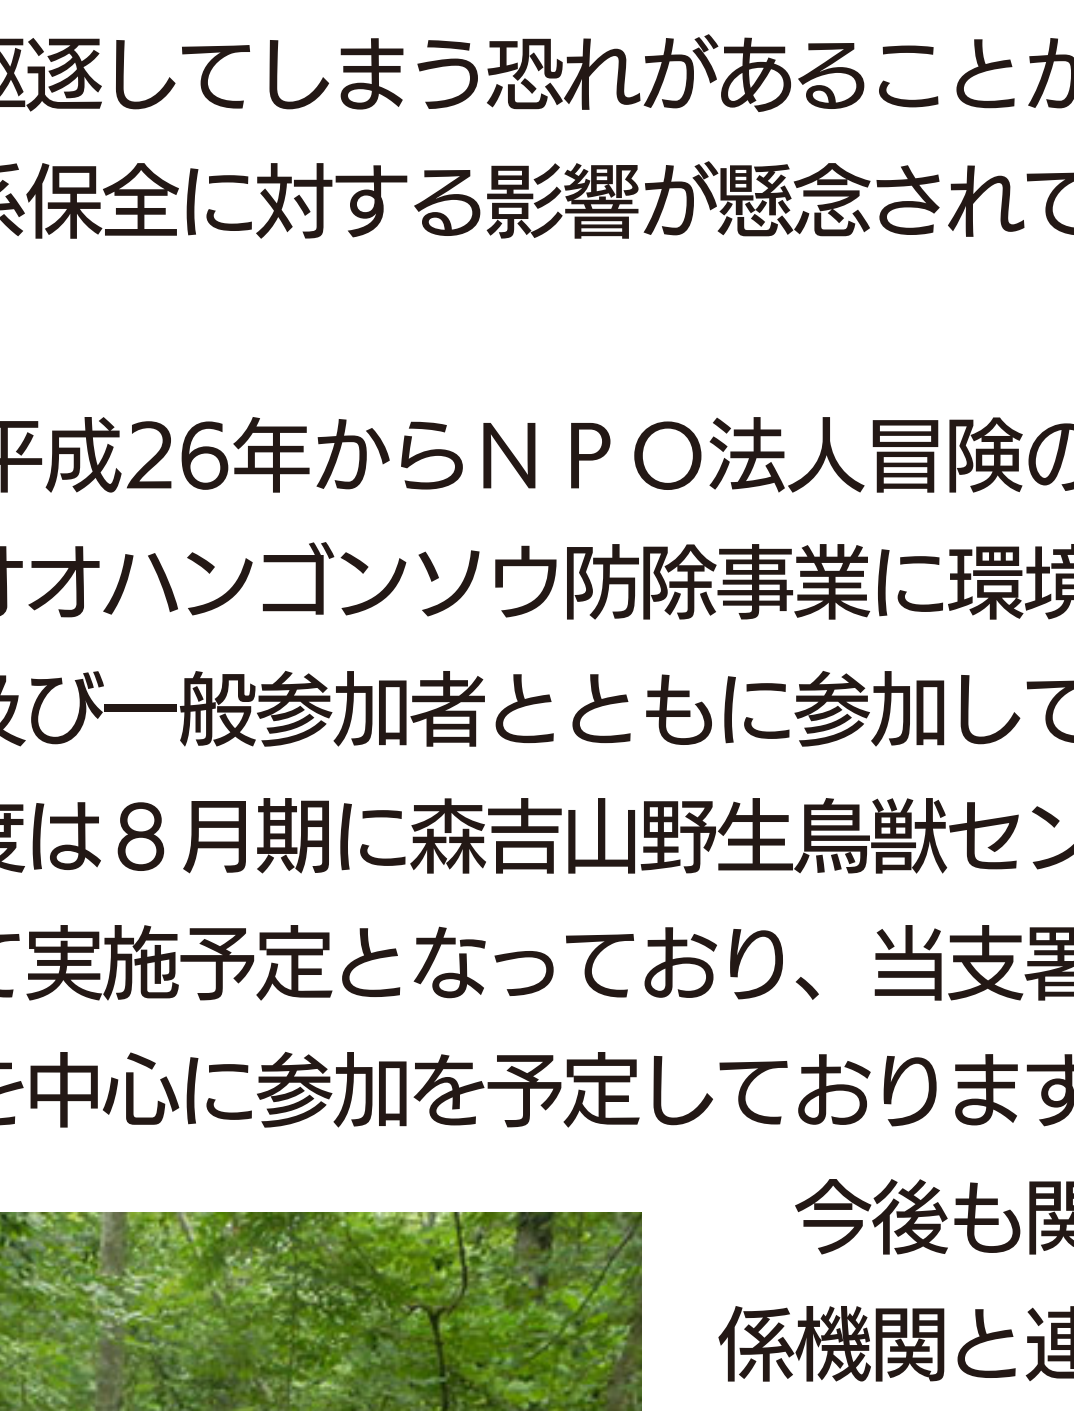 駆逐してしまう恐れがあることか
系保全に対する影響が懸念されて
平成26年からＮＰＯ法人冒険の
オオハンゴンソウ防除事業に環境
及び一般参加者とともに参加して
度は８月期に森吉山野生鳥獣セン
て実施予定となっており、当支署
を中心に参加を予定しております
今後も関
係機関と連